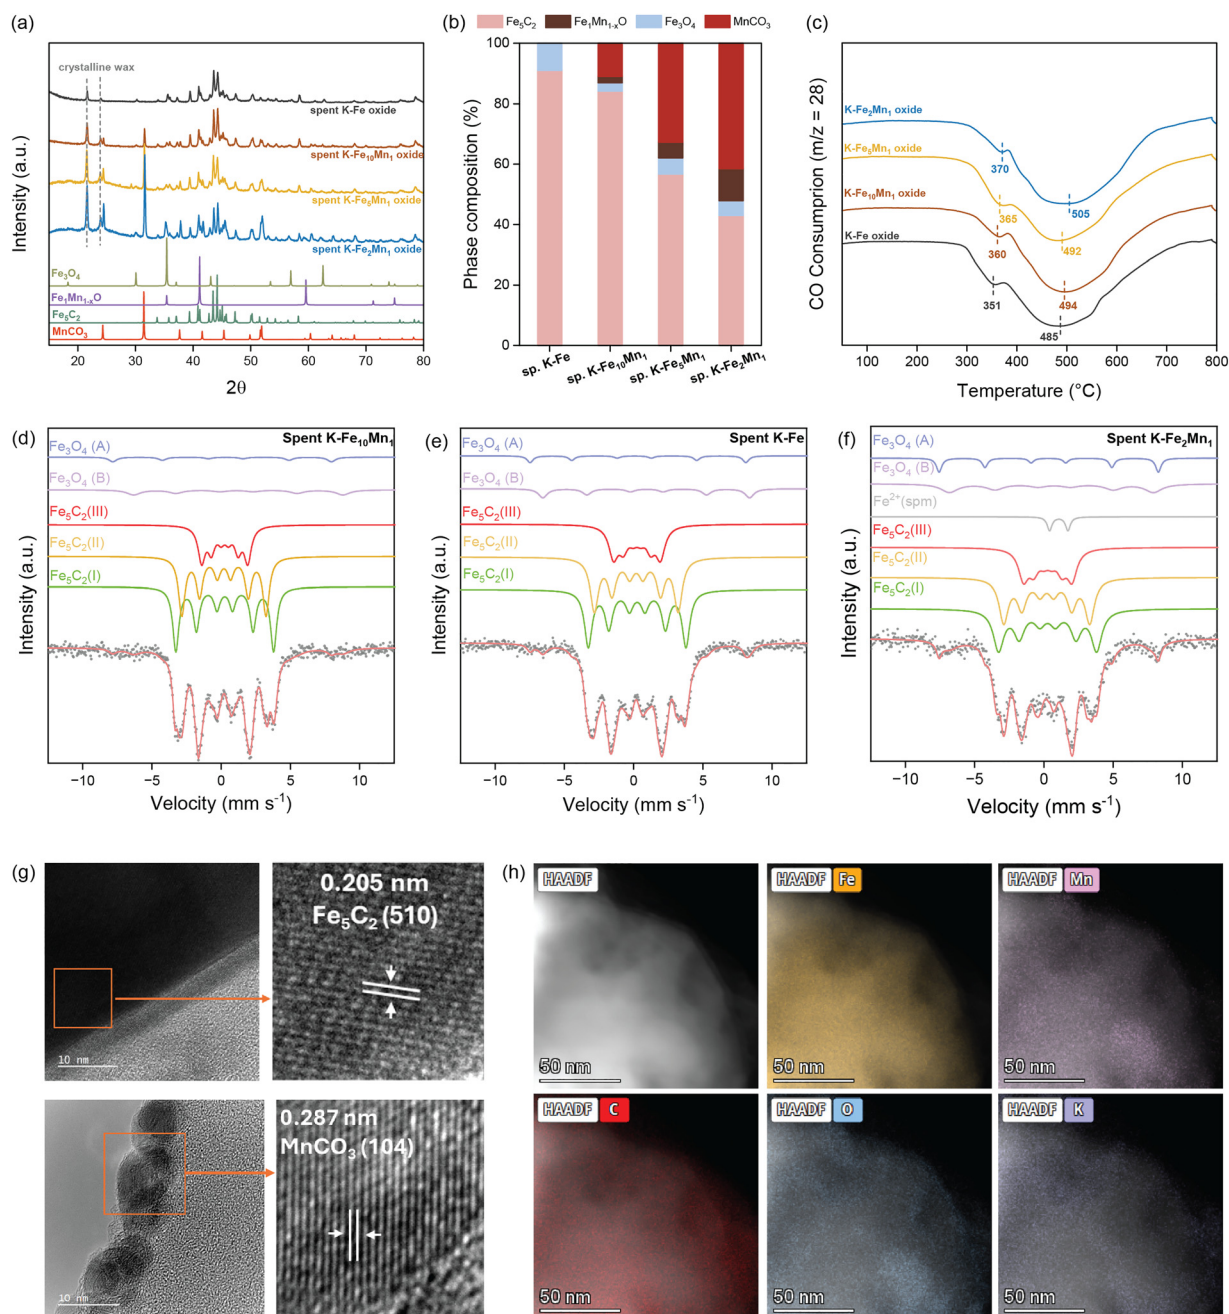 (a)
crystalline wax
spent K-Fe oxide
spent K-Fe₁₀Mn₁ oxide
spent K-Fe₅Mn₁ oxide
spent K-Fe₂Mn₁ oxide
Fe₃O₄
Fe₁Mn₁₋ₓO
Fe₅C₂
MnCO₃
Intensity (a.u.)
20 30 40 50 60 70 80
2θ
(b)
Fe₅C₂ Fe₁Mn₁₋ₓO Fe₃O₄ MnCO₃
Phase composition (%)
100
80
60
40
20
0
sp. K-Fe
sp. K-Fe₁₀Mn₁
sp. K-Fe₅Mn₁
sp. K-Fe₂Mn₁
(c)
CO Consumprion (m/z = 28)
K-Fe₂Mn₁ oxide
370
505
K-Fe₅Mn₁ oxide
365
492
K-Fe₁₀Mn₁ oxide
360
494
K-Fe oxide
351
485
100 200 300 400 500 600 700 800
Temperature (°C)
(d)
Spent K-Fe₁₀Mn₁
Fe₃O₄ (A)
Fe₃O₄ (B)
Fe₅C₂(III)
Fe₅C₂(II)
Fe₅C₂(I)
Intensity (a.u.)
−10 −5 0 5 10
Velocity (mm s⁻¹)
(e)
Spent K-Fe
Fe₃O₄ (A)
Fe₃O₄ (B)
Fe₅C₂(III)
Fe₅C₂(II)
Fe₅C₂(I)
Intensity (a.u.)
−10 −5 0 5 10
Velocity (mm s⁻¹)
(f)
Spent K-Fe₂Mn₁
Fe₃O₄ (A)
Fe₃O₄ (B)
Fe²⁺(spm)
Fe₅C₂(III)
Fe₅C₂(II)
Fe₅C₂(I)
Intensity (a.u.)
−10 −5 0 5 10
Velocity (mm s⁻¹)
(g)
10 nm
0.205 nm
Fe₅C₂ (510)
10 nm
0.287 nm
MnCO₃ (104)
(h)
HAADF
50 nm
HAADF Fe
50 nm
HAADF Mn
50 nm
HAADF C
50 nm
HAADF O
50 nm
HAADF K
50 nm